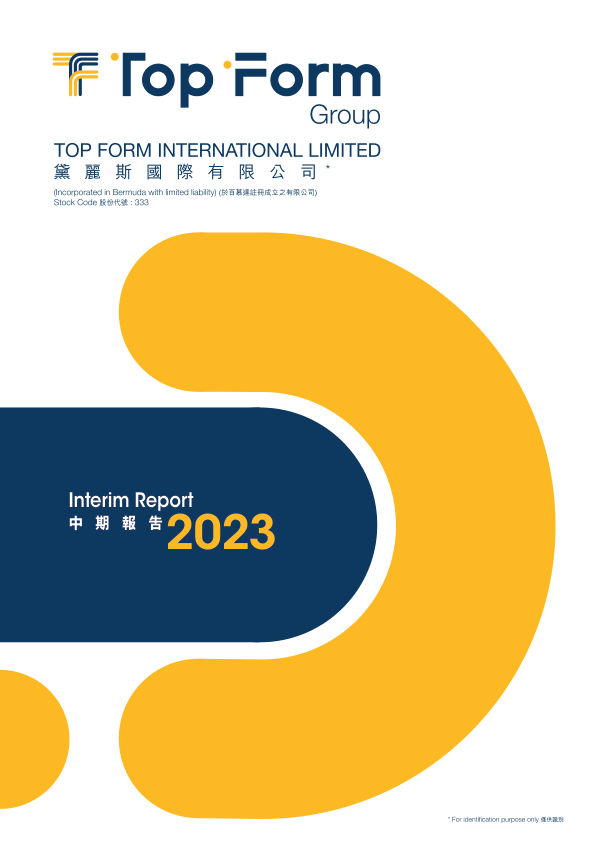 Top Form
Group
TOP FORM INTERNATIONAL LIMITED
黛麗斯國際有限公司*
(Incorporated in Bermuda with limited liability) (於百慕達註冊成立之有限公司)
Stock Code 股份代號 : 333
Interim Report
中期報告 2023
* For identification purpose only 僅供識別